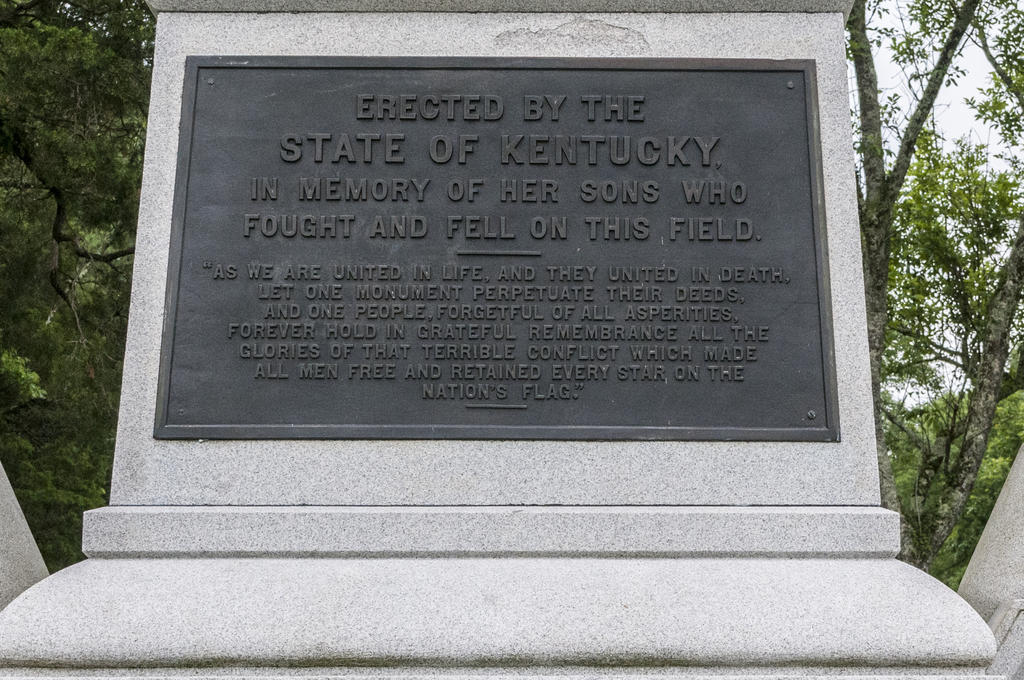 ERECTED BY THE
STATE OF KENTUCKY,
IN MEMORY OF HER SONS WHO
FOUGHT AND FELL ON THIS FIELD.
"AS WE ARE UNITED IN LIFE, AND THEY UNITED IN DEATH,
LET ONE MONUMENT PERPETUATE THEIR DEEDS,
AND ONE PEOPLE, FORGETFUL OF ALL ASPERITIES,
FOREVER HOLD IN GRATEFUL REMEMBRANCE ALL THE
GLORIES OF THAT TERRIBLE CONFLICT WHICH MADE
ALL MEN FREE AND RETAINED EVERY STAR ON THE
NATION'S FLAG."